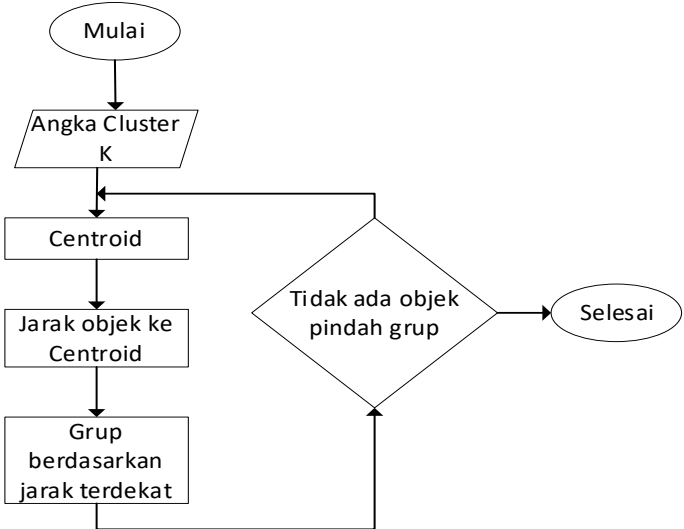 Mulai
Angka Cluster
K
Centroid
Jarak objek ke
Centroid
Grup
berdasarkan
jarak terdekat
Tidak ada objek
pindah grup
Selesai